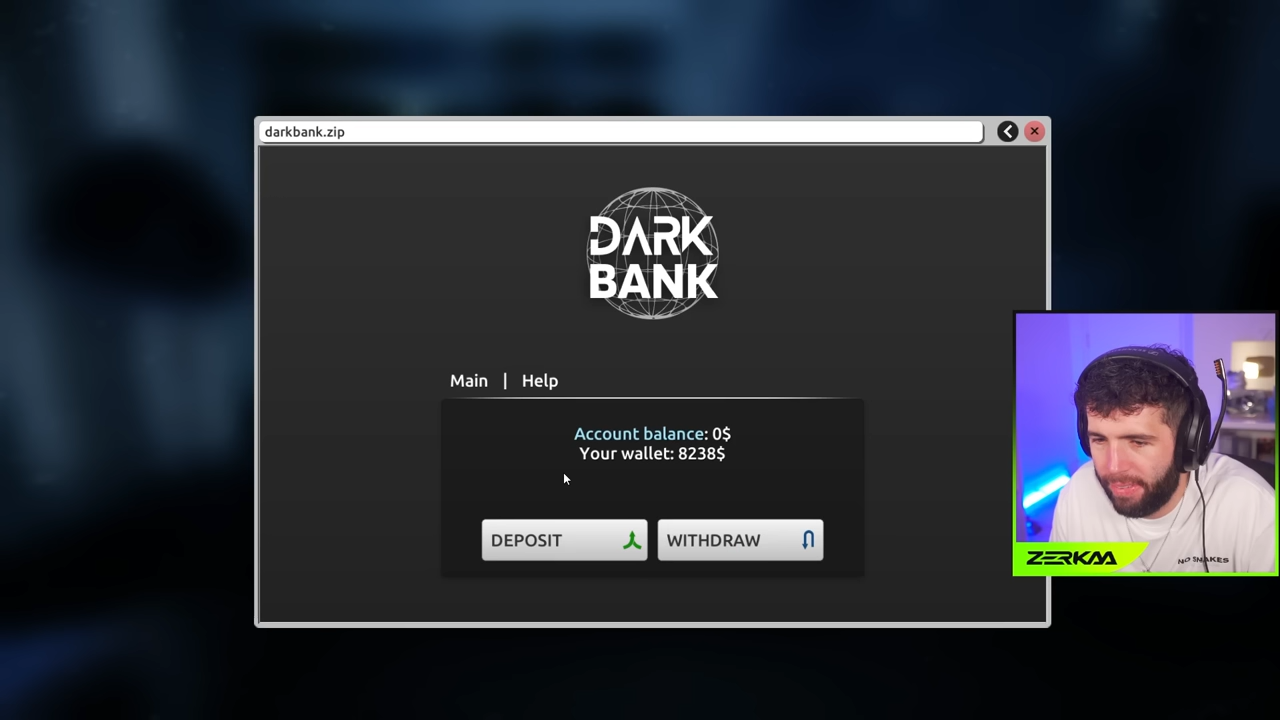 darkbank.zip
DARK
BANK
Main | Help
Account balance: 0$
Your wallet: 8238$
DEPOSIT
WITHDRAW
ZERKAA
NO SNAKES